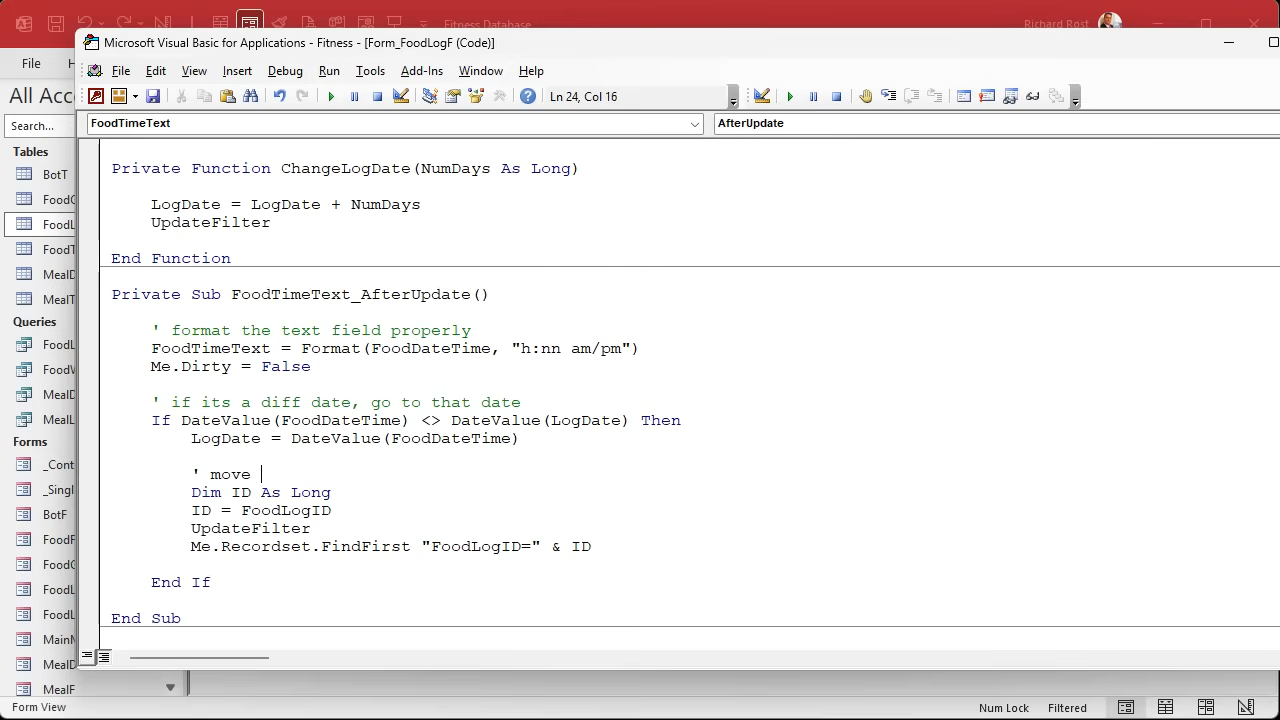 Fitness Database
Richard Rost
File
Microsoft Visual Basic for Applications - Fitness - [Form_FoodLogF (Code)]
File Edit View Insert Debug Run Tools Add-Ins Window Help
Ln 24, Col 16
FoodTimeText
AfterUpdate
All Acc
Search...
Tables
BotT
FoodG
FoodL
FoodT
MealD
MealT
Queries
FoodL
FoodW
MealD
MealL
Forms
_Cont
_Singl
BotF
FoodF
FoodG
FoodL
FoodL
MainM
MealD
MealF
Private Function ChangeLogDate(NumDays As Long)
LogDate = LogDate + NumDays
UpdateFilter
End Function
Private Sub FoodTimeText_AfterUpdate()
' format the text field properly
FoodTimeText = Format(FoodDateTime, "h:nn am/pm")
Me.Dirty = False
' if its a diff date, go to that date
If DateValue(FoodDateTime) <> DateValue(LogDate) Then
LogDate = DateValue(FoodDateTime)
' move
Dim ID As Long
ID = FoodLogID
UpdateFilter
Me.Recordset.FindFirst "FoodLogID=" & ID
End If
End Sub
Form View
Num Lock
Filtered